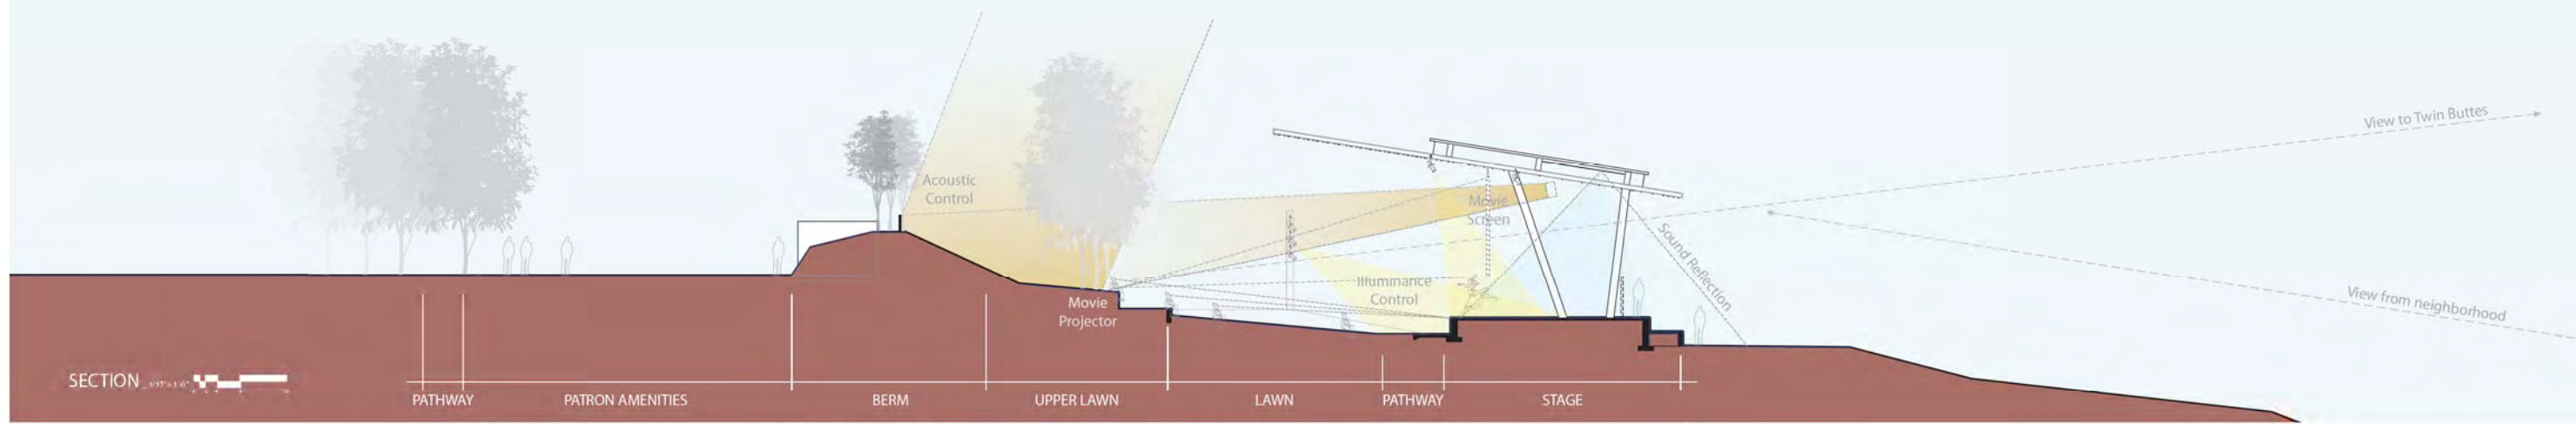 View to Twin Buttes
Acoustic
Control
Movie
Screen
Sound Reflection
Illuminance
Control
View from neighborhood
Movie
Projector
SECTION
PATHWAY
PATRON AMENITIES
BERM
UPPER LAWN
LAWN
PATHWAY
STAGE